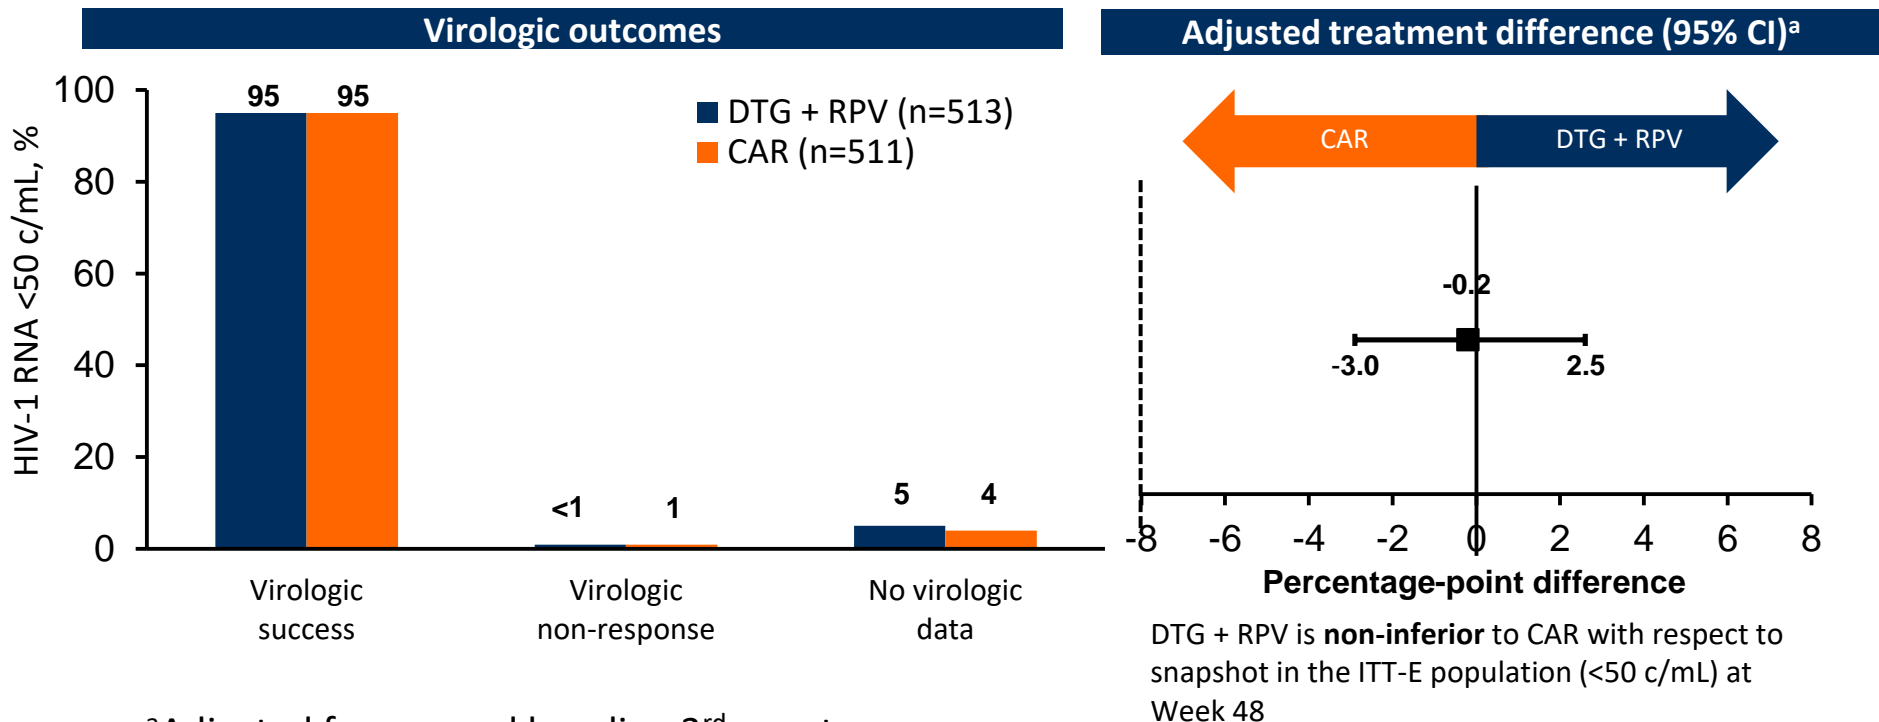 Virologic outcomes
HIV-1 RNA <50 c/mL, %
100
80
60
40
20
0
95 95
<1 1
5 4
DTG + RPV (n=513)
CAR (n=511)
Virologic
success
Virologic
non-response
No virologic
data
Adjusted treatment difference (95% CI)ᵃ
CAR DTG + RPV
-0.2
-3.0 2.5
-8 -6 -4 -2 0 2 4 6 8
Percentage-point difference
DTG + RPV is non-inferior to CAR with respect to
snapshot in the ITT-E population (<50 c/mL) at
Week 48